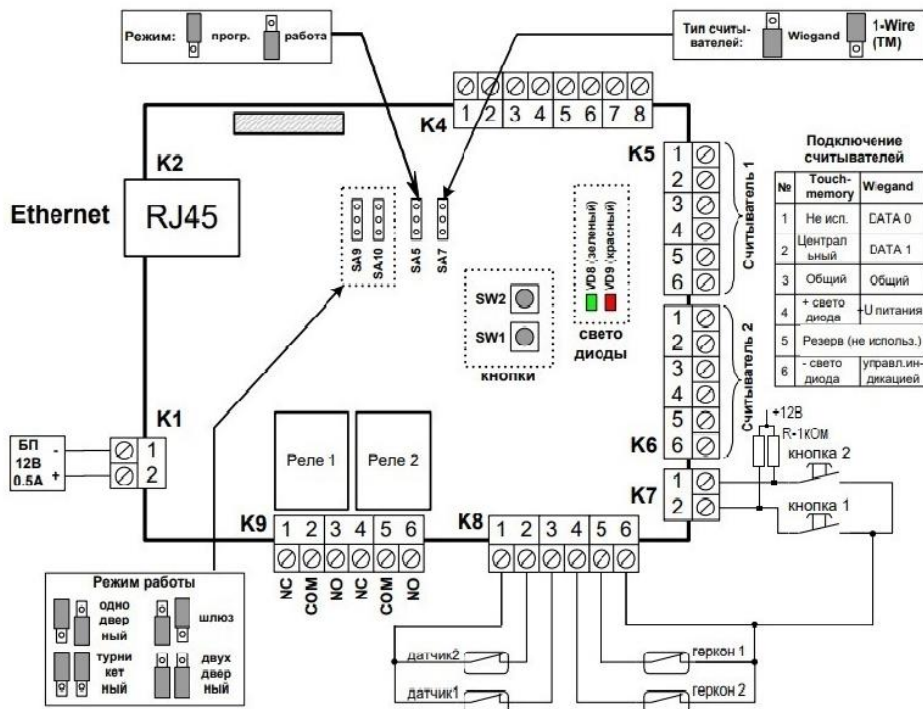 Режим: прогр. работа
Тип считы-
вателей: Wiegand 1-Wire
(TM)
K4
1 2 3 4 5 6 7 8
K2
RJ45
Ethernet
SA9
SA10
SA5
SA7
SW2
SW1
кнопки
VD8 (зеленый)
VD9 (красный)
свето
диоды
K5
1
2
3
4
5
6
Считыватель 1
1
2
3
4
5
6
K6
Считыватель 2
Подключение
считывателей
№ Touch-memory Wiegand
1 Не исп. DATA 0
2 Централ ьный DATA 1
3 Общий Общий
4 + свето диода +U питания
5 Резерв (не использ.)
6 - свето диода управл.ин-дикацией
+12В
R-1кОм
K7
1
2
кнопка 2
кнопка 1
K1
БП
12В
0.5А
-
+
1
2
Реле 1
Реле 2
K9
1 2 3 4 5 6
NC COM NO NC COM NO
K8
1 2 3 4 5 6
датчик2
датчик1
геркон 1
геркон 2
Режим работы
одно
двер
ный
шлюз
турни
кет
ный
двух
двер
ный